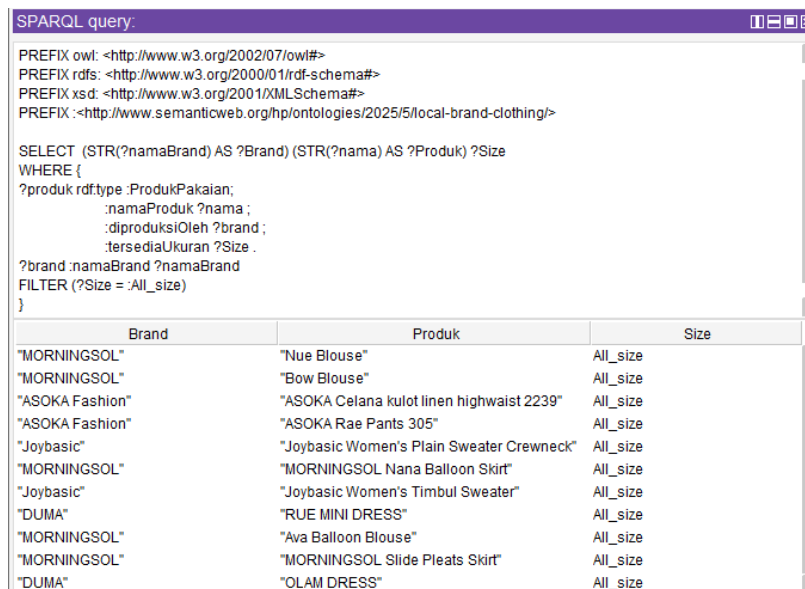 SPARQL query:
PREFIX owl: <http://www.w3.org/2002/07/owl#>
PREFIX rdfs: <http://www.w3.org/2000/01/rdf-schema#>
PREFIX xsd: <http://www.w3.org/2001/XMLSchema#>
PREFIX :<http://www.semanticweb.org/hp/ontologies/2025/5/local-brand-clothing/>
SELECT (STR(?namaBrand) AS ?Brand) (STR(?nama) AS ?Produk) ?Size
WHERE {
?produk rdf:type :ProdukPakaian;
:namaProduk ?nama ;
:diproduksiOleh ?brand ;
:tersediaUkuran ?Size .
?brand :namaBrand ?namaBrand
FILTER (?Size = :All_size)
}
Brand Produk Size
"MORNINGSOL" "Nue Blouse" All_size
"MORNINGSOL" "Bow Blouse" All_size
"ASOKA Fashion" "ASOKA Celana kulot linen highwaist 2239" All_size
"ASOKA Fashion" "ASOKA Rae Pants 305" All_size
"Joybasic" "Joybasic Women's Plain Sweater Crewneck" All_size
"MORNINGSOL" "MORNINGSOL Nana Balloon Skirt" All_size
"Joybasic" "Joybasic Women's Timbul Sweater" All_size
"DUMA" "RUE MINI DRESS" All_size
"MORNINGSOL" "Ava Balloon Blouse" All_size
"MORNINGSOL" "MORNINGSOL Slide Pleats Skirt" All_size
"DUMA" "OLAM DRESS" All_size